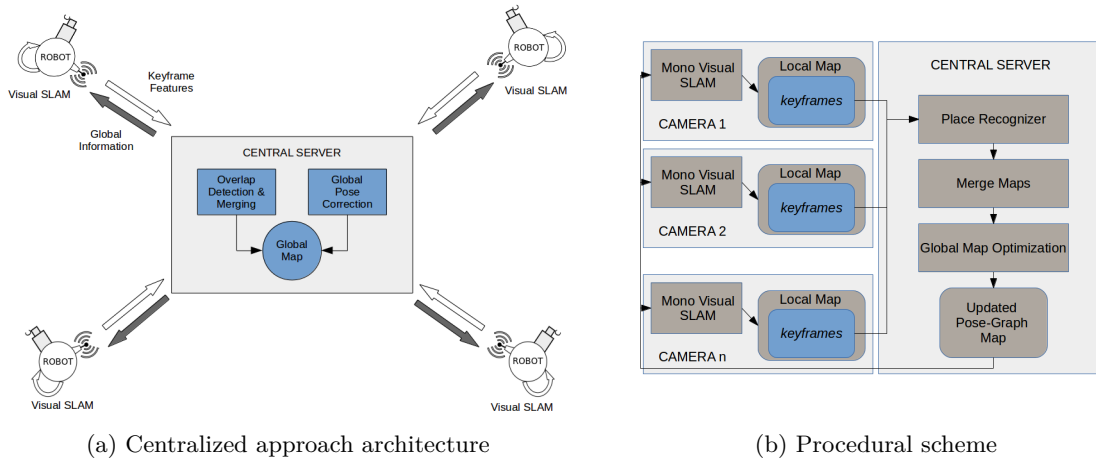 ROBOT
Visual SLAM
Keyframe
Features
Global
Information
ROBOT
Visual SLAM
CENTRAL SERVER
Overlap
Detection &
Merging
Global
Pose
Correction
Global
Map
ROBOT
Visual SLAM
ROBOT
Visual SLAM
(a) Centralized approach architecture
Mono Visual
SLAM
Local Map
keyframes
CAMERA 1
Mono Visual
SLAM
Local Map
keyframes
CAMERA 2
Mono Visual
SLAM
Local Map
keyframes
CAMERA n
CENTRAL SERVER
Place Recognizer
Merge Maps
Global Map Optimization
Updated
Pose-Graph
Map
(b) Procedural scheme